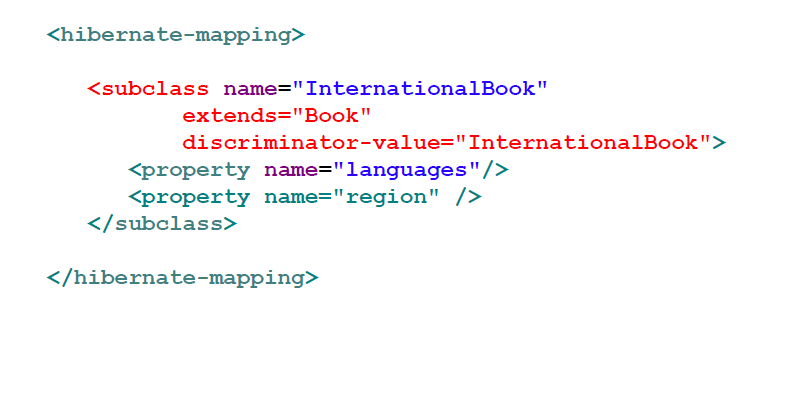 <hibernate-mapping>
<subclass name="InternationalBook"
extends="Book"
discriminator-value="InternationalBook">
<property name="languages"/>
<property name="region" />
</subclass>
</hibernate-mapping>